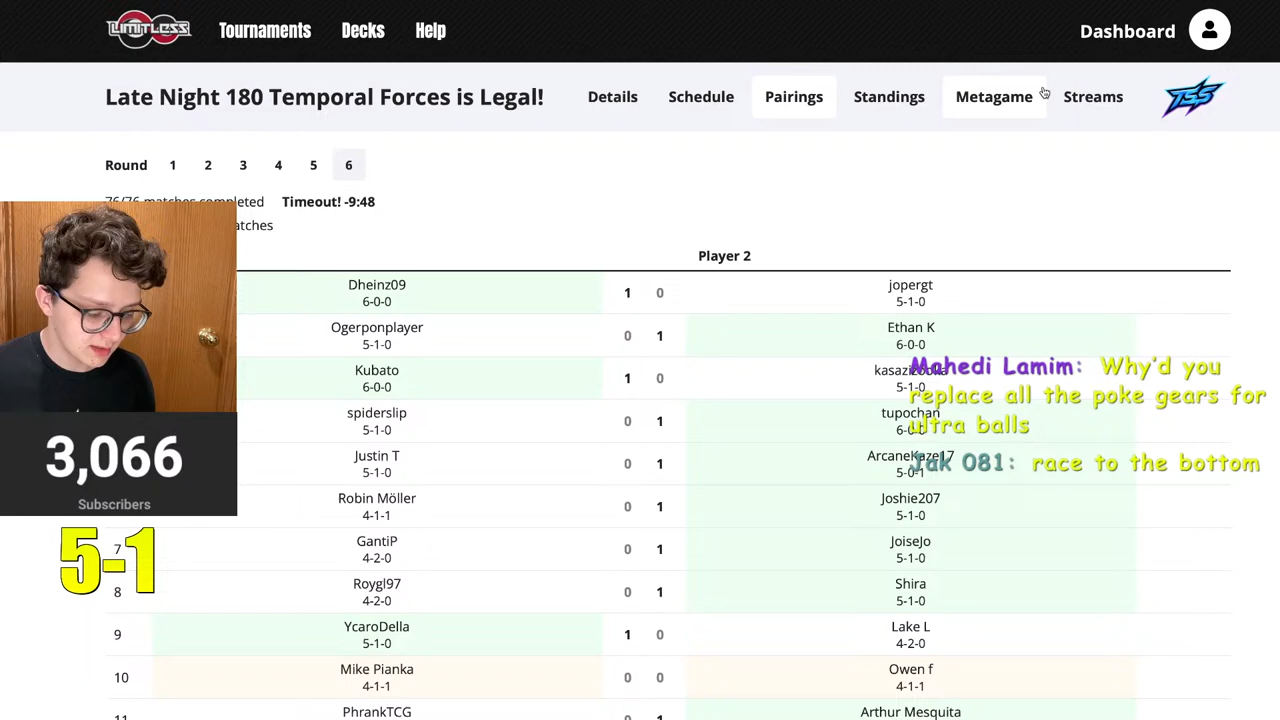 LIMITLESS Tournaments Decks Help Dashboard
Late Night 180 Temporal Forces is Legal! Details Schedule Pairings Standings Metagame Streams TSS
Round 1 2 3 4 5 6
76/76 matches completed Timeout! -9:48
atches
Player 2
Dheinz09 1 0 jopergt
6-0-0 5-1-0
Ogerponplayer 0 1 Ethan K
5-1-0 6-0-0
Kubato 1 0
6-0-0 5-1-0
Mahedi Lamim: Why'd you
replace all the poke gears for
ultra balls
spiderslip 0 1 tupochan
5-1-0
Justin T 0 1 ArcaneKaze17
5-1-0 5-0-1
Jak 081: race to the bottom
Robin Möller 0 1 Joshie207
4-1-1 5-1-0
7 GantiP 0 1 JoiseJo
4-2-0 5-1-0
8 Roygl97 0 1 Shira
4-2-0 5-1-0
9 YcaroDella 1 0 Lake L
5-1-0 4-2-0
10 Mike Pianka 0 0 Owen f
4-1-1 4-1-1
PhrankTCG Arthur Mesquita
3,066
Subscribers
5-1